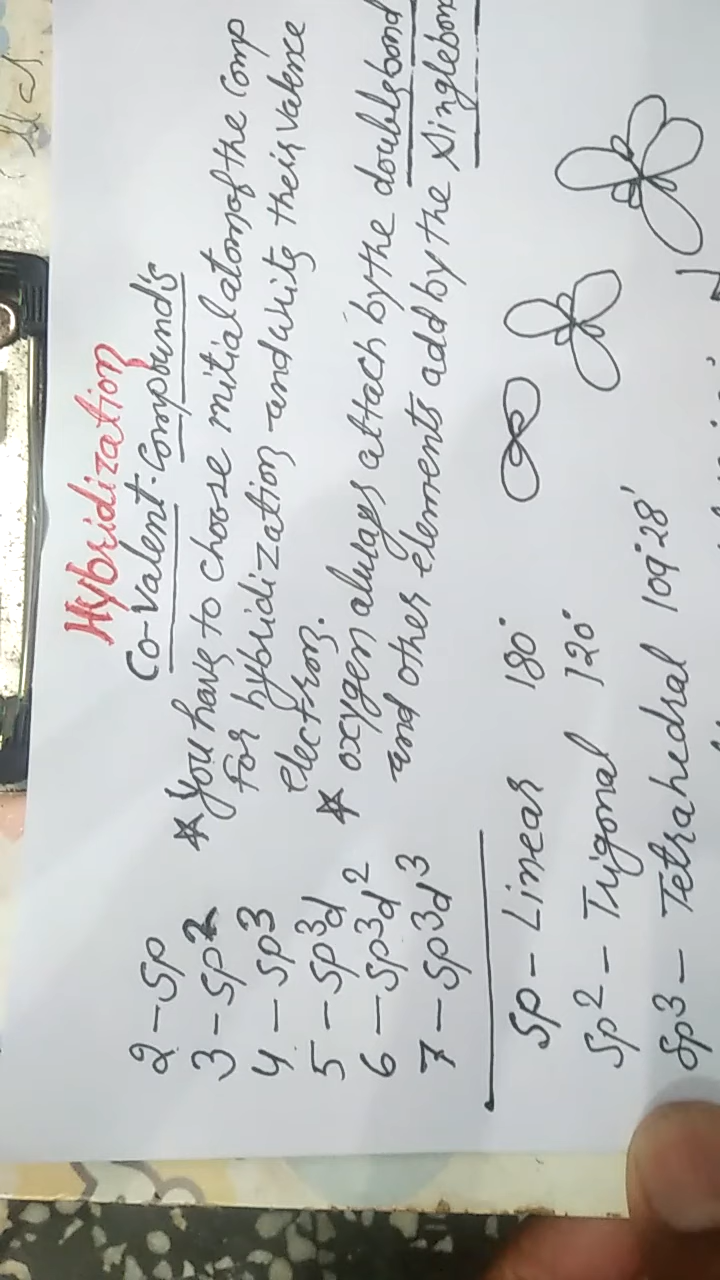 Hybridization
Co-valent-Compound's
2-Sp
3-Sp2
4-Sp3
5-Sp3d
6-Sp3d2
7-Sp3d3
* You have to choose initial atom of the Comp
For hybridization and write their valence
Electron.
* oxygen always attach by the double bond
and other elements add by the Single bon
Sp - Linear 180°
Sp2 - Trigonal 120°
Sp3 - Tetrahedral 109°28'